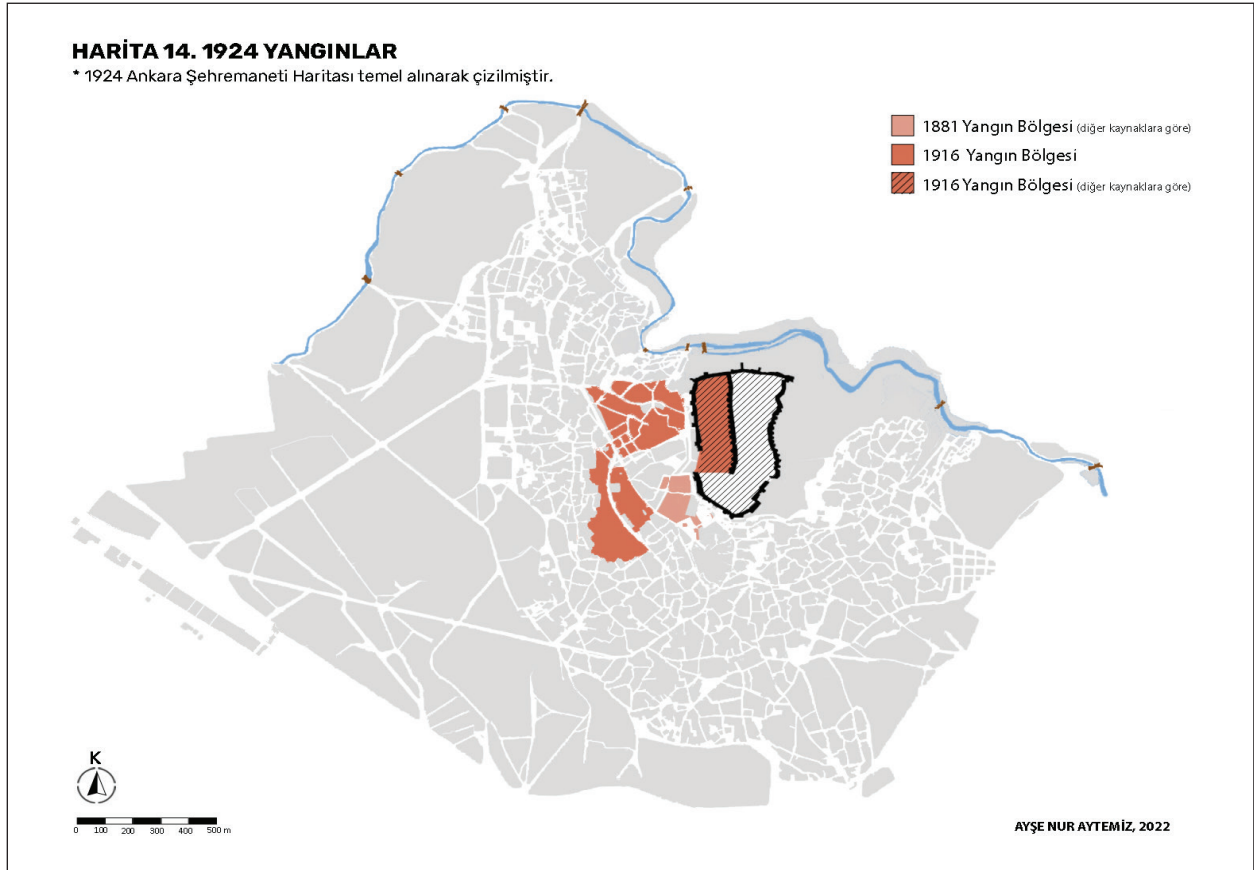 HARİTA 14. 1924 YANGINLAR
* 1924 Ankara Şehremaneti Haritası temel alınarak çizilmiştir.
1881 Yangın Bölgesi (diğer kaynaklara göre)
1916 Yangın Bölgesi
1916 Yangın Bölgesi (diğer kaynaklara göre)
K
0 100 200 300 400 500 m
AYŞE NUR AYTEMİZ, 2022